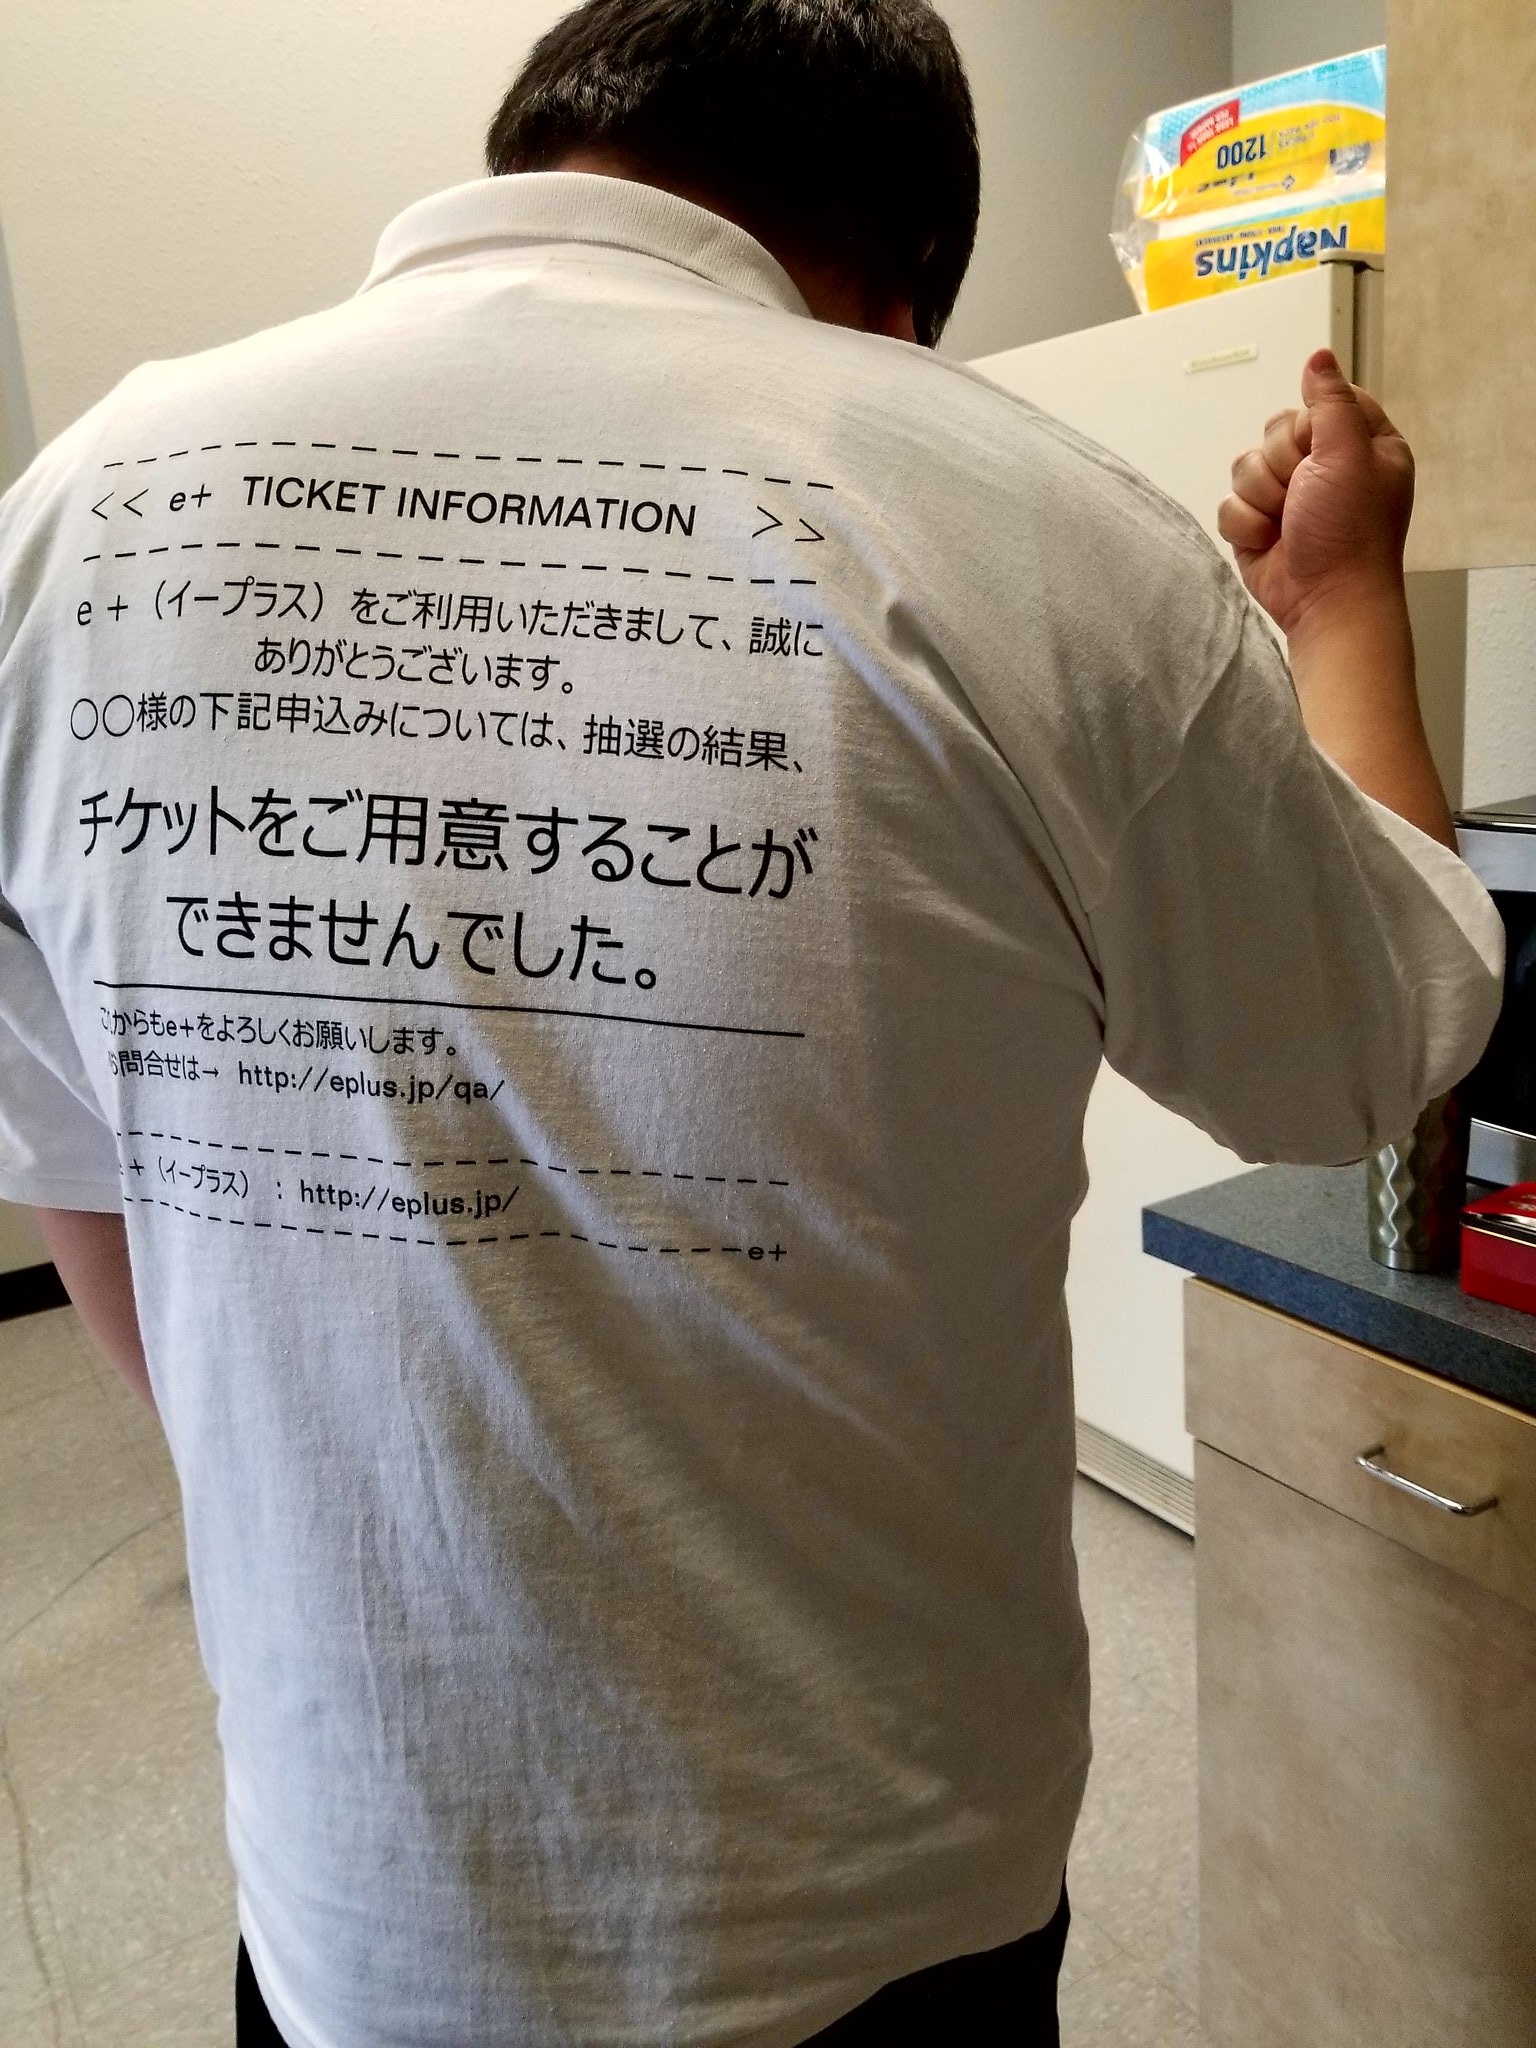 << e+ TICKET INFORMATION >>
e + （イープラス）をご利用いただきまして、誠に
ありがとうございます。
〇〇様の下記申込みについては、抽選の結果、
チケットをご用意することが
できませんでした。
これからもe+をよろしくお願いします。
お問合せは→ http://eplus.jp/qa/
e + （イープラス） : http://eplus.jp/
e+
1200
Napkins